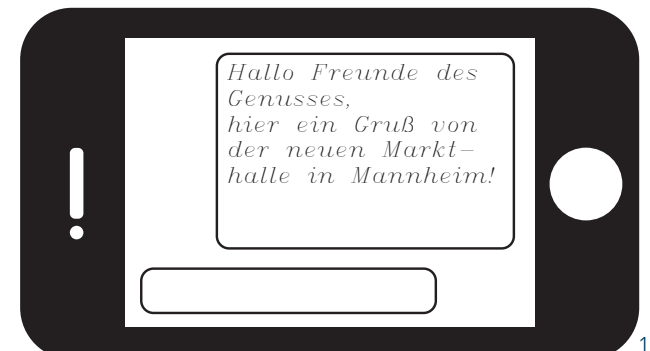 Hallo Freunde des
Genusses,
hier ein Gruß von
der neuen Markt-
halle in Mannheim!
1